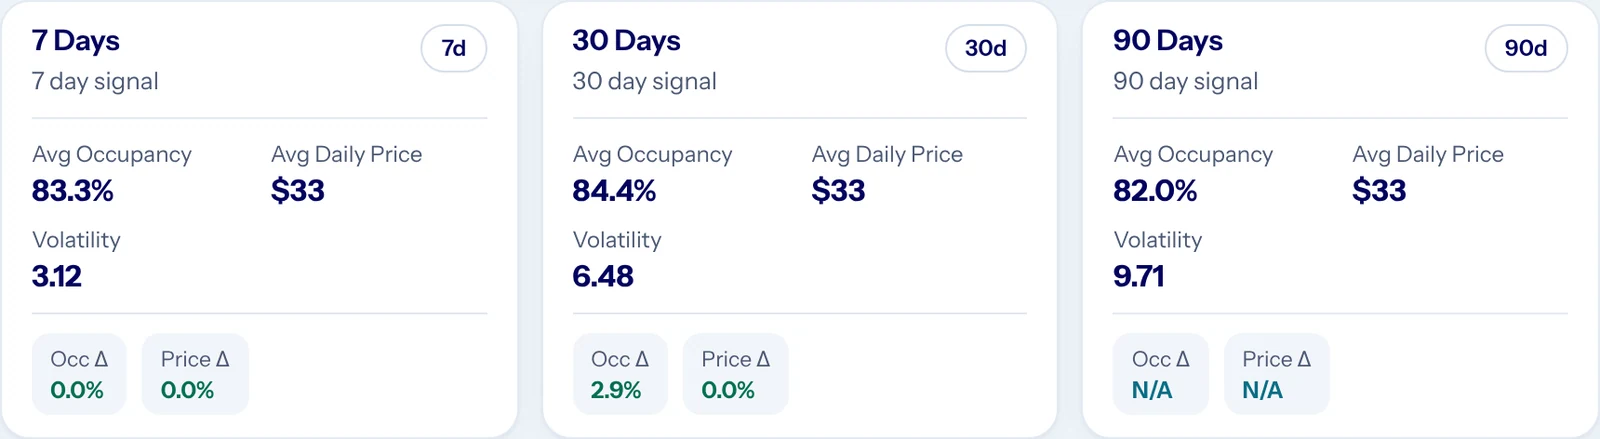 7 Days
7d
7 day signal
Avg Occupancy
Avg Daily Price
83.3%
$33
Volatility
3.12
Occ Δ
Price Δ
0.0%
0.0%
30 Days
30d
30 day signal
Avg Occupancy
Avg Daily Price
84.4%
$33
Volatility
6.48
Occ Δ
Price Δ
2.9%
0.0%
90 Days
90d
90 day signal
Avg Occupancy
Avg Daily Price
82.0%
$33
Volatility
9.71
Occ Δ
Price Δ
N/A
N/A